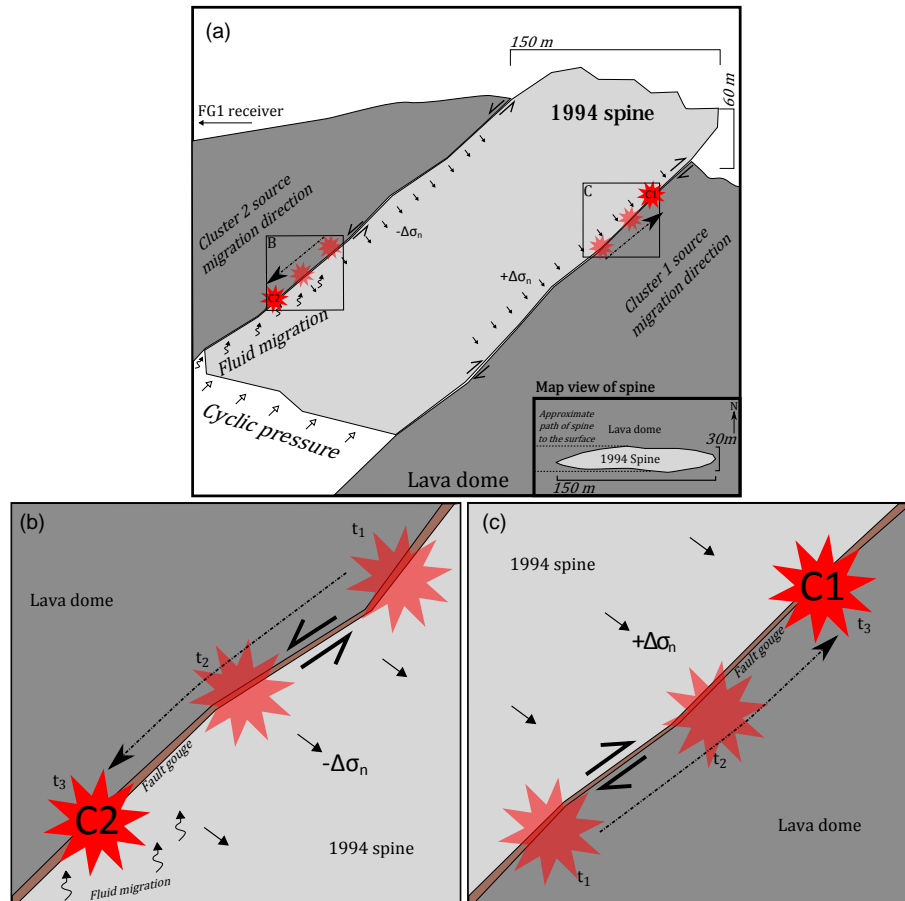 (a)
150 m
60 m
FG1 receiver
1994 spine
C
C1
Cluster 2 source
migration direction
-Δσn
B
C2
+Δσn
Cluster 1 source
migration direction
Fluid migration
Cyclic pressure
Lava dome
Map view of spine
N
Approximate
path of spine
to the surface
Lava dome
30m
1994 Spine
150 m
(b)
t1
Lava dome
t2
-Δσn
Fault gouge
t3
C2
1994 spine
Fluid migration
(c)
1994 spine
C1
+Δσn
t3
Fault gouge
t2
Lava dome
t1